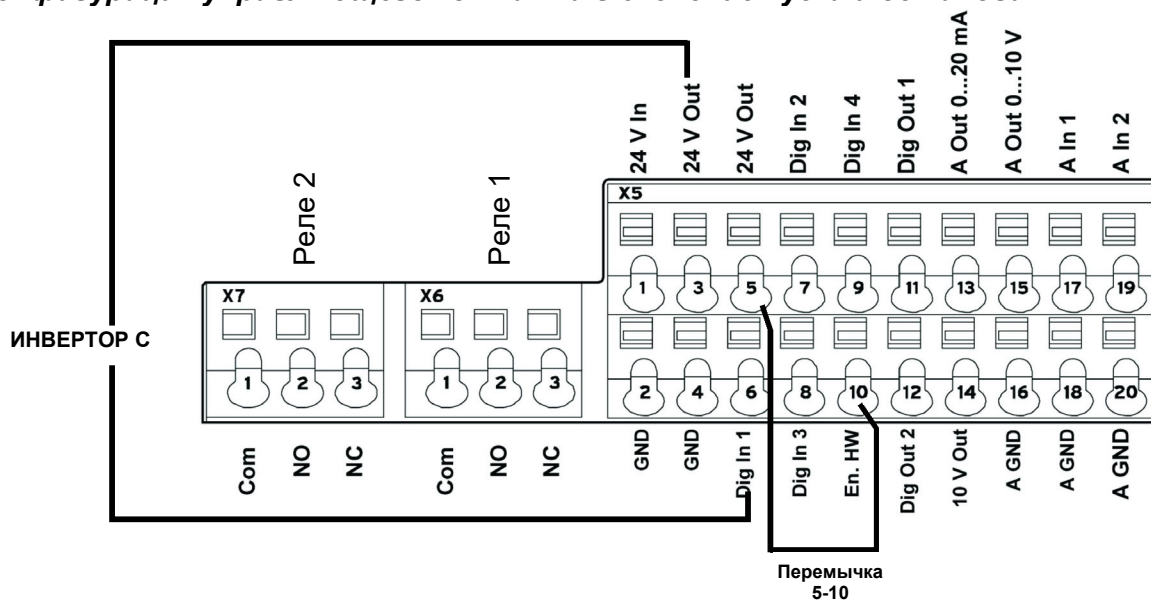 24 V In
24 V Out
24 V Out
Dig In 2
Dig In 4
Dig Out 1
A Out 0...20 mA
A Out 0...10 V
A In 1
A In 2
X5
Реле 2
Реле 1
1 3 5 7 9 11 13 15 17 19
X7
X6
ИНВЕРТОР С
1 2 3
1 2 3
2 4 6 8 10 12 14 16 18 20
Com
NO
NC
Com
NO
NC
GND
GND
Dig In 1
Dig In 3
En. HW
Dig Out 2
10 V Out
A GND
A GND
A GND
Перемычка
5-10